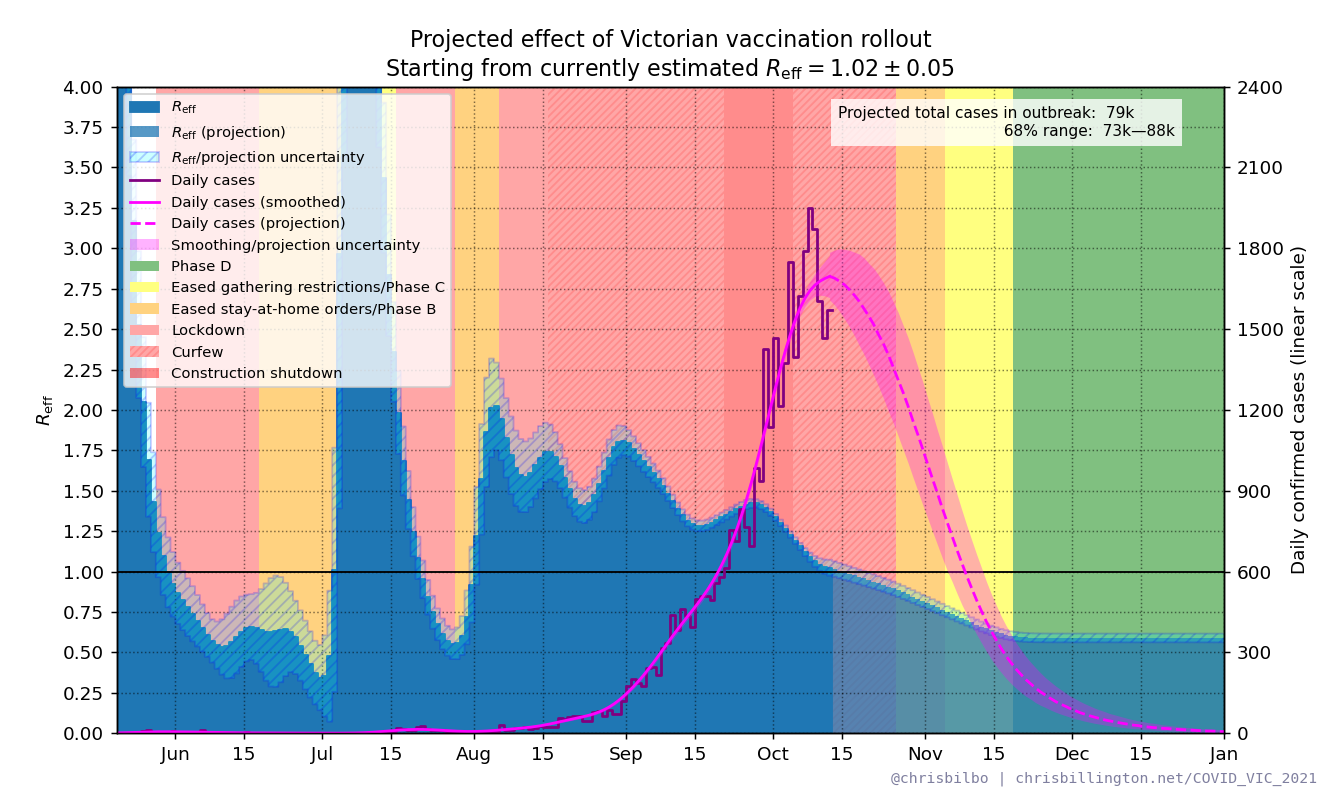 Projected effect of Victorian vaccination rollout
Starting from currently estimated R_eff = 1.02 ± 0.05
Projected total cases in outbreak: 79k
68% range: 73k—88k
R_eff
R_eff (projection)
R_eff/projection uncertainty
Daily cases
Daily cases (smoothed)
Daily cases (projection)
Smoothing/projection uncertainty
Phase D
Eased gathering restrictions/Phase C
Eased stay-at-home orders/Phase B
Lockdown
Curfew
Construction shutdown
R_eff
4.00
3.75
3.50
3.25
3.00
2.75
2.50
2.25
2.00
1.75
1.50
1.25
1.00
0.75
0.50
0.25
0.00
2400
2100
1800
1500
1200
900
600
300
0
Daily confirmed cases (linear scale)
Jun 15 Jul 15 Aug 15 Sep 15 Oct 15 Nov 15 Dec 15 Jan
@chrisbilbo | chrisbillington.net/COVID_VIC_2021